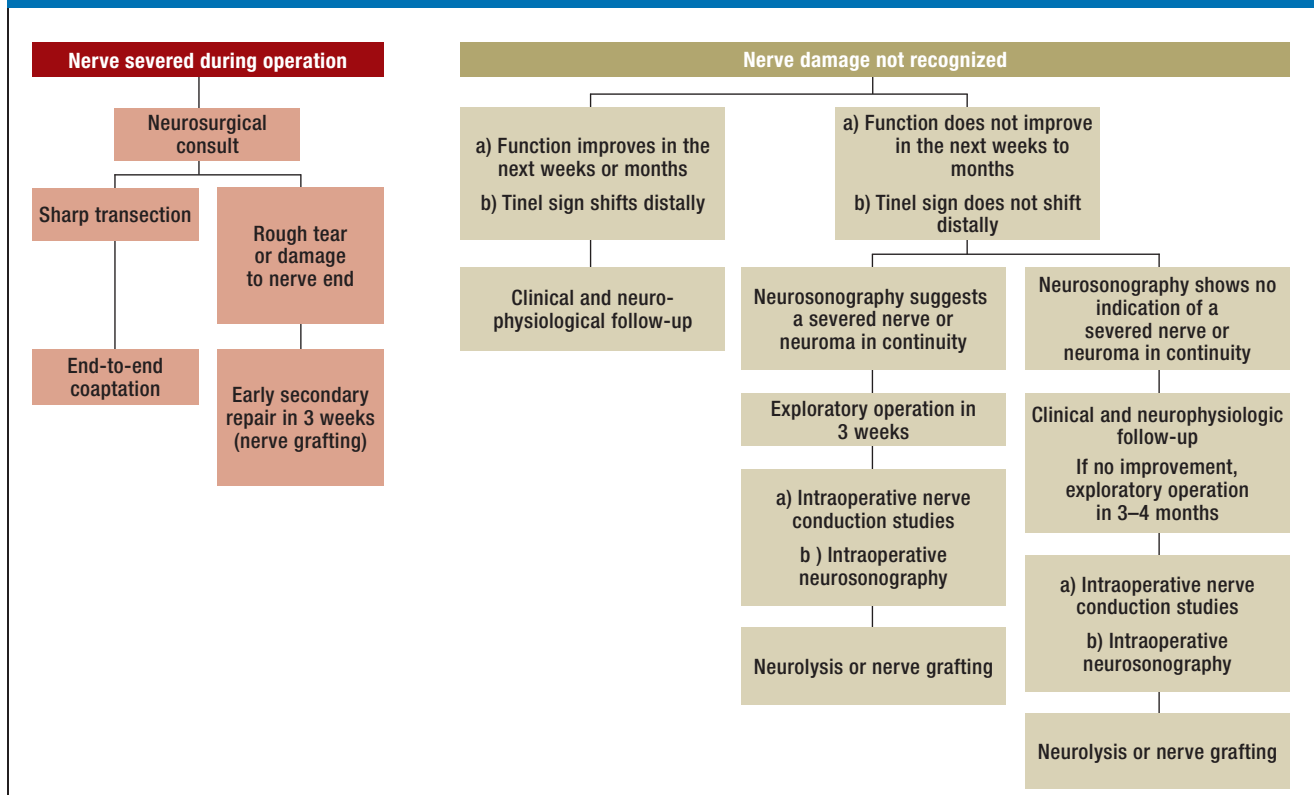 Nerve severed during operation
Neurosurgical
consult
Sharp transection
End-to-end
coaptation
Rough tear
or damage
to nerve end
Early secondary
repair in 3 weeks
(nerve grafting)
Nerve damage not recognized
a) Function improves in the
next weeks or months
b) Tinel sign shifts distally
Clinical and neuro-
physiological follow-up
a) Function does not improve
in the next weeks to
months
b) Tinel sign does not shift
distally
Neurosonography suggests
a severed nerve or
neuroma in continuity
Exploratory operation in
3 weeks
a) Intraoperative nerve
conduction studies
b ) Intraoperative
neurosonography
Neurolysis or nerve grafting
Neurosonography shows no
indication of a
severed nerve or
neuroma in continuity
Clinical and neurophysiologic
follow-up
If no improvement,
exploratory operation
in 3–4 months
a) Intraoperative nerve
conduction studies
b) Intraoperative
neurosonography
Neurolysis or nerve grafting